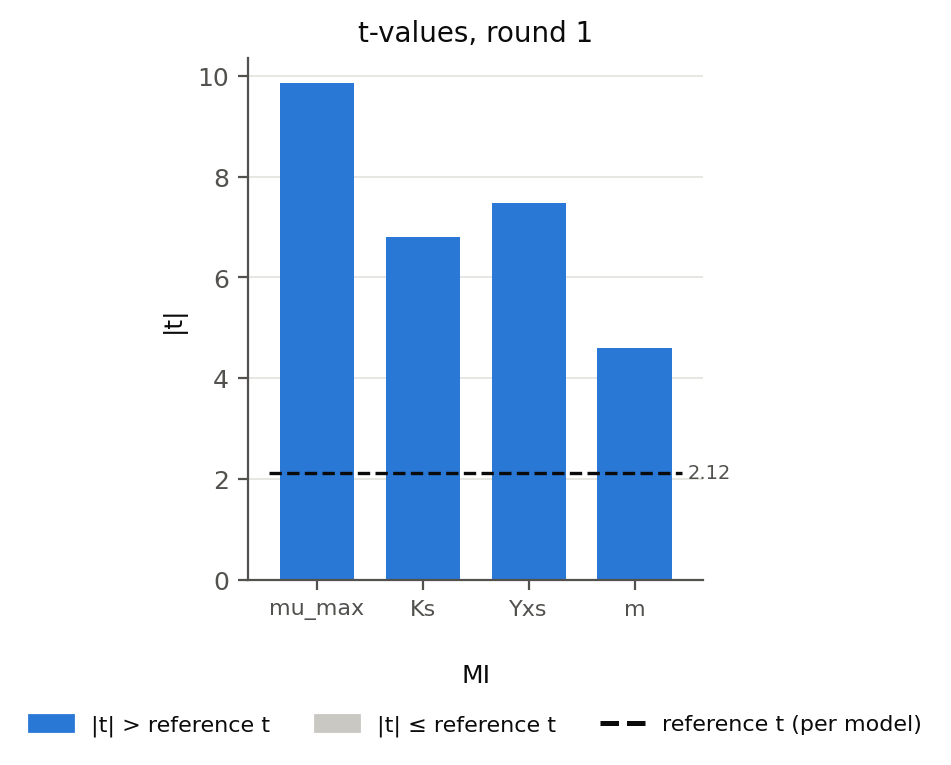 t-values, round 1
|t|
10
8
6
4
2
0
2.12
mu_max Ks Yxs m
MI
|t| > reference t |t| ≤ reference t reference t (per model)